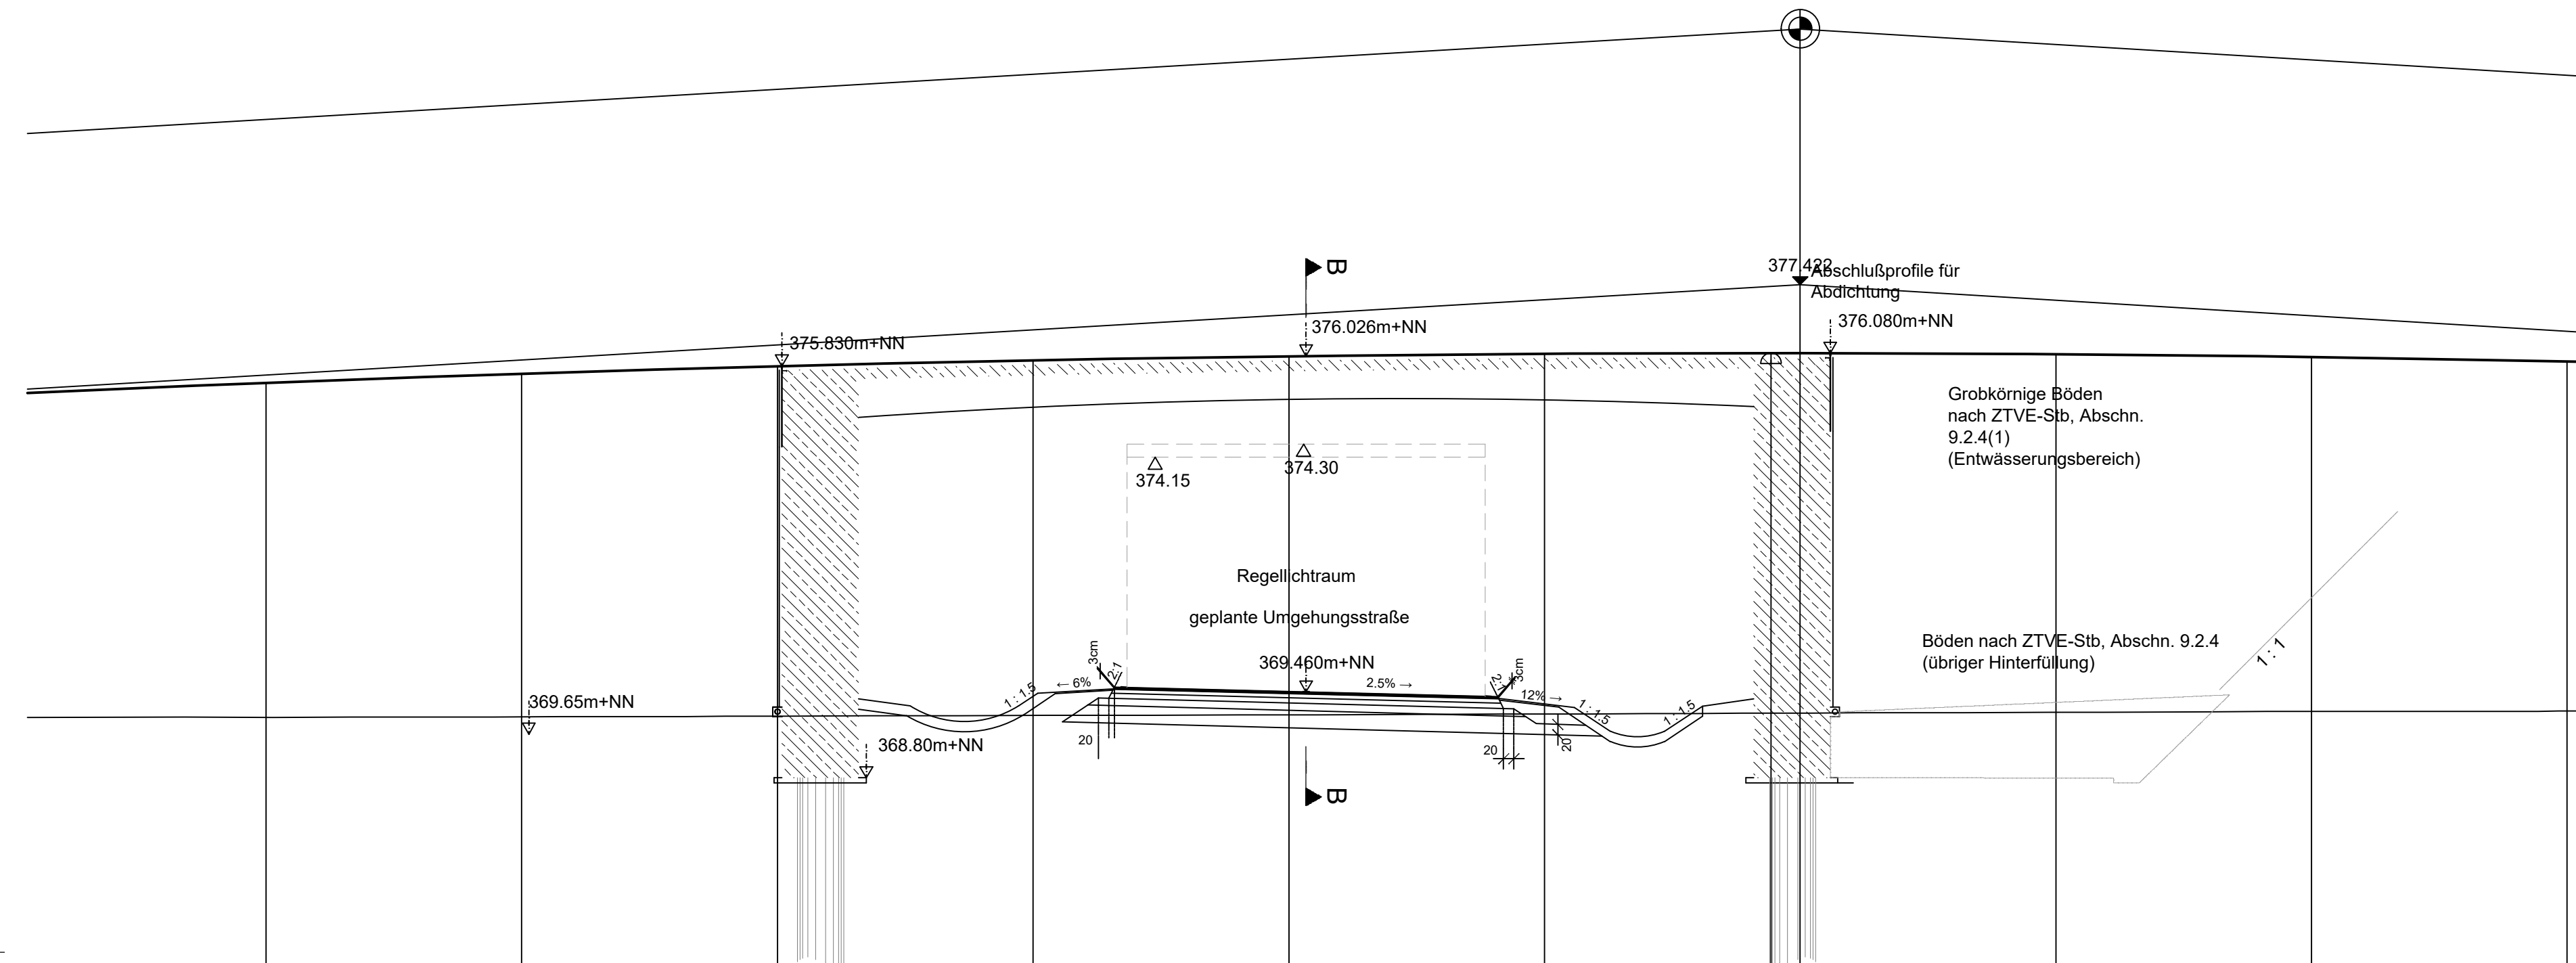 B
377.422
Abschlußprofile für
Abdichtung
375.830m+NN
376.026m+NN
376.080m+NN
Grobkörnige Böden
nach ZTVE-Stb, Abschn.
9.2.4(1)
(Entwässerungsbereich)
374.15
374.30
Regellichtraum
geplante Umgehungsstraße
369.460m+NN
Böden nach ZTVE-Stb, Abschn. 9.2.4
(übriger Hinterfüllung)
1 : 1
3cm
2:1
← 6%
1 : 1.5
2.5% →
2:1
3cm
12% →
1 : 1.5
1 : 1.5
369.65m+NN
368.80m+NN
20
20
20
B